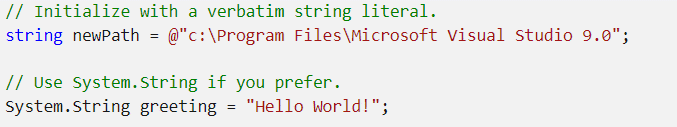 // Initialize with a verbatim string literal.
string newPath = @"c:\Program Files\Microsoft Visual Studio 9.0";
// Use System.String if you prefer.
System.String greeting = "Hello World!";